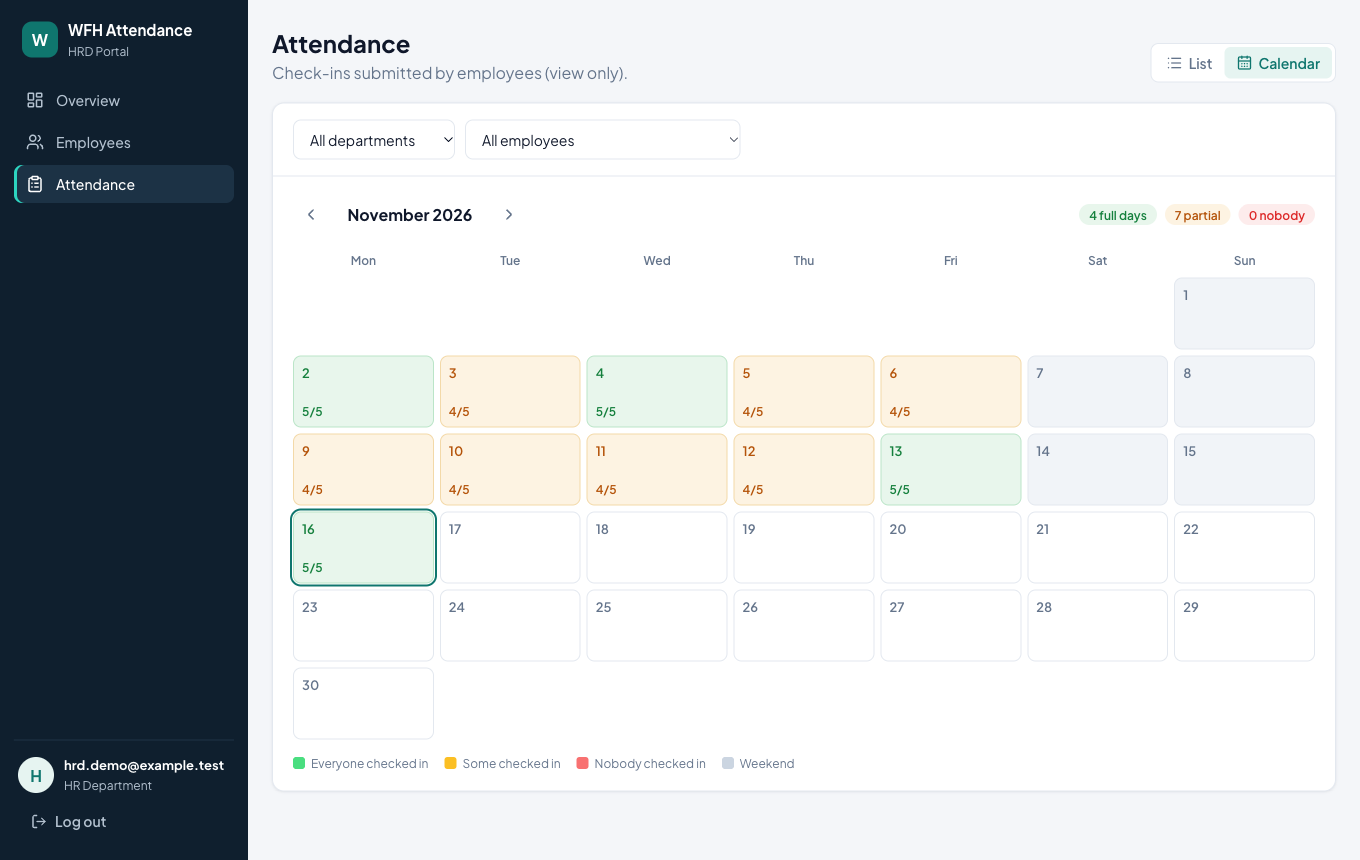 W
WFH Attendance
HRD Portal
Overview
Employees
Attendance
hrd.demo@example.test
H
HR Department
Log out
Attendance
Check-ins submitted by employees (view only).
List
Calendar
All departments
All employees
November 2026
4 full days
7 partial
0 nobody
Mon Tue Wed Thu Fri Sat Sun
1
2 3 4 5 6 7 8
5/5 4/5 5/5 4/5 4/5
9 10 11 12 13 14 15
4/5 4/5 4/5 4/5 5/5
16 17 18 19 20 21 22
5/5
23 24 25 26 27 28 29
30
Everyone checked in
Some checked in
Nobody checked in
Weekend